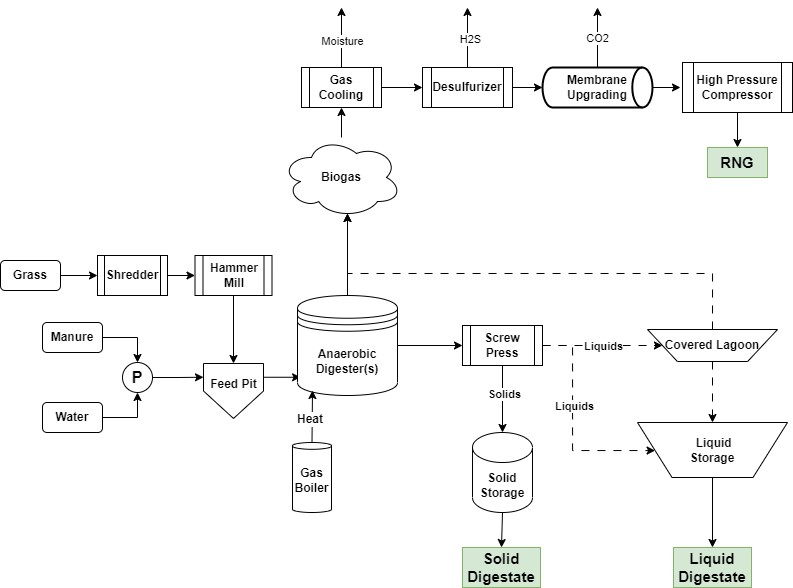 Moisture
H2S
CO2
Gas
Cooling
Desulfurizer
Membrane
Upgrading
High Pressure
Compressor
RNG
Biogas
Grass
Shredder
Hammer
Mill
Manure
P
Water
Feed Pit
Anaerobic
Digester(s)
Heat
Gas
Boiler
Screw
Press
Liquids
Covered Lagoon
Solids
Liquids
Solid
Storage
Liquid
Storage
Solid
Digestate
Liquid
Digestate